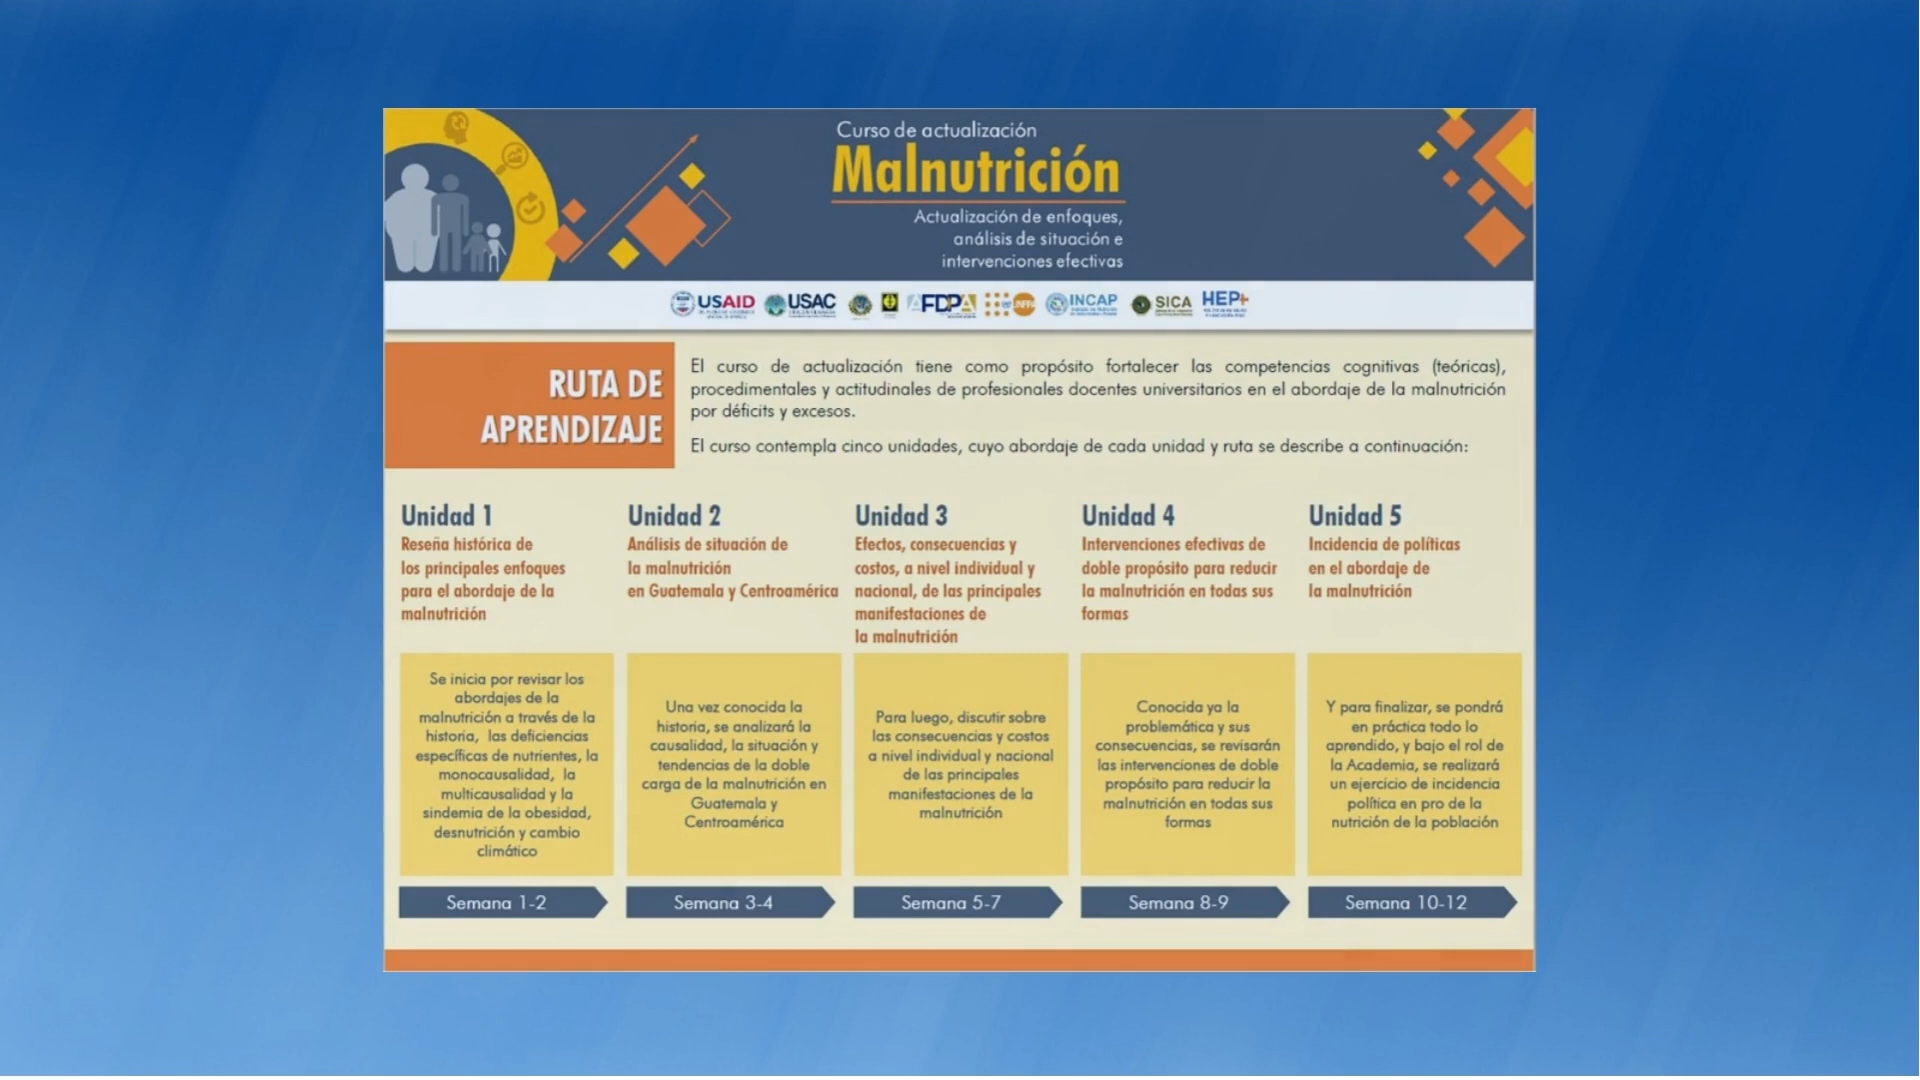 Curso de actualización
Malnutrición
Actualización de enfoques,
análisis de situación e
intervenciones efectivas
USAID
USAC
AFDPA
UNFPA
INCAP
SICA
HEP+
RUTA DE
APRENDIZAJE
El curso de actualización tiene como propósito fortalecer las competencias cognitivas (teóricas),
procedimentales y actitudinales de profesionales docentes universitarios en el abordaje de la malnutrición
por déficits y excesos.
El curso contempla cinco unidades, cuyo abordaje de cada unidad y ruta se describe a continuación:
Unidad 1
Reseña histórica de
los principales enfoques
para el abordaje de la
malnutrición
Se inicia por revisar los
abordajes de la
malnutrición a través de la
historia, las deficiencias
específicas de nutrientes, la
monocausalidad, la
multicausalidad y la
sindemia de la obesidad,
desnutrición y cambio
climático
Semana 1-2
Unidad 2
Análisis de situación de
la malnutrición
en Guatemala y Centroamérica
Una vez conocida la
historia, se analizará la
causalidad, la situación y
tendencias de la doble
carga de la malnutrición en
Guatemala y
Centroamérica
Semana 3-4
Unidad 3
Efectos, consecuencias y
costos, a nivel individual y
nacional, de las principales
manifestaciones de
la malnutrición
Para luego, discutir sobre
las consecuencias y costos
a nivel individual y nacional
de las principales
manifestaciones de la
malnutrición
Semana 5-7
Unidad 4
Intervenciones efectivas de
doble propósito para reducir
la malnutrición en todas sus
formas
Conocida ya la
problemática y sus
consecuencias, se revisarán
las intervenciones de doble
propósito para reducir la
malnutrición en todas sus
formas
Semana 8-9
Unidad 5
Incidencia de políticas
en el abordaje de
la malnutrición
Y para finalizar, se pondrá
en práctica todo lo
aprendido, y bajo el rol de
la Academia, se realizará
un ejercicio de incidencia
política en pro de la
nutrición de la población
Semana 10-12